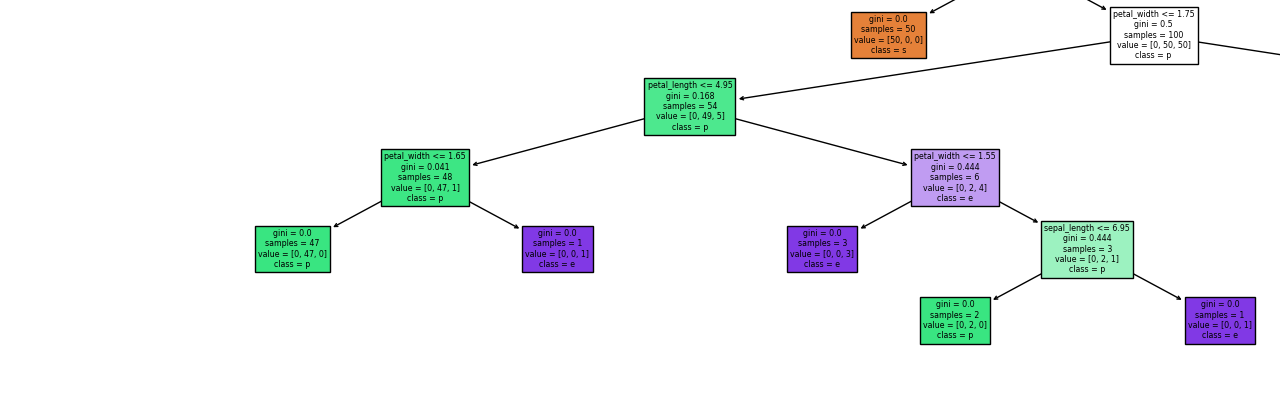 gini = 0.0
samples = 50
value = [50, 0, 0]
class = s
petal_width <= 1.75
gini = 0.5
samples = 100
value = [0, 50, 50]
class = p
petal_length <= 4.95
gini = 0.168
samples = 54
value = [0, 49, 5]
class = p
petal_width <= 1.65
gini = 0.041
samples = 48
value = [0, 47, 1]
class = p
petal_width <= 1.55
gini = 0.444
samples = 6
value = [0, 2, 4]
class = e
gini = 0.0
samples = 47
value = [0, 47, 0]
class = p
gini = 0.0
samples = 1
value = [0, 0, 1]
class = e
gini = 0.0
samples = 3
value = [0, 0, 3]
class = e
sepal_length <= 6.95
gini = 0.444
samples = 3
value = [0, 2, 1]
class = p
gini = 0.0
samples = 2
value = [0, 2, 0]
class = p
gini = 0.0
samples = 1
value = [0, 0, 1]
class = e